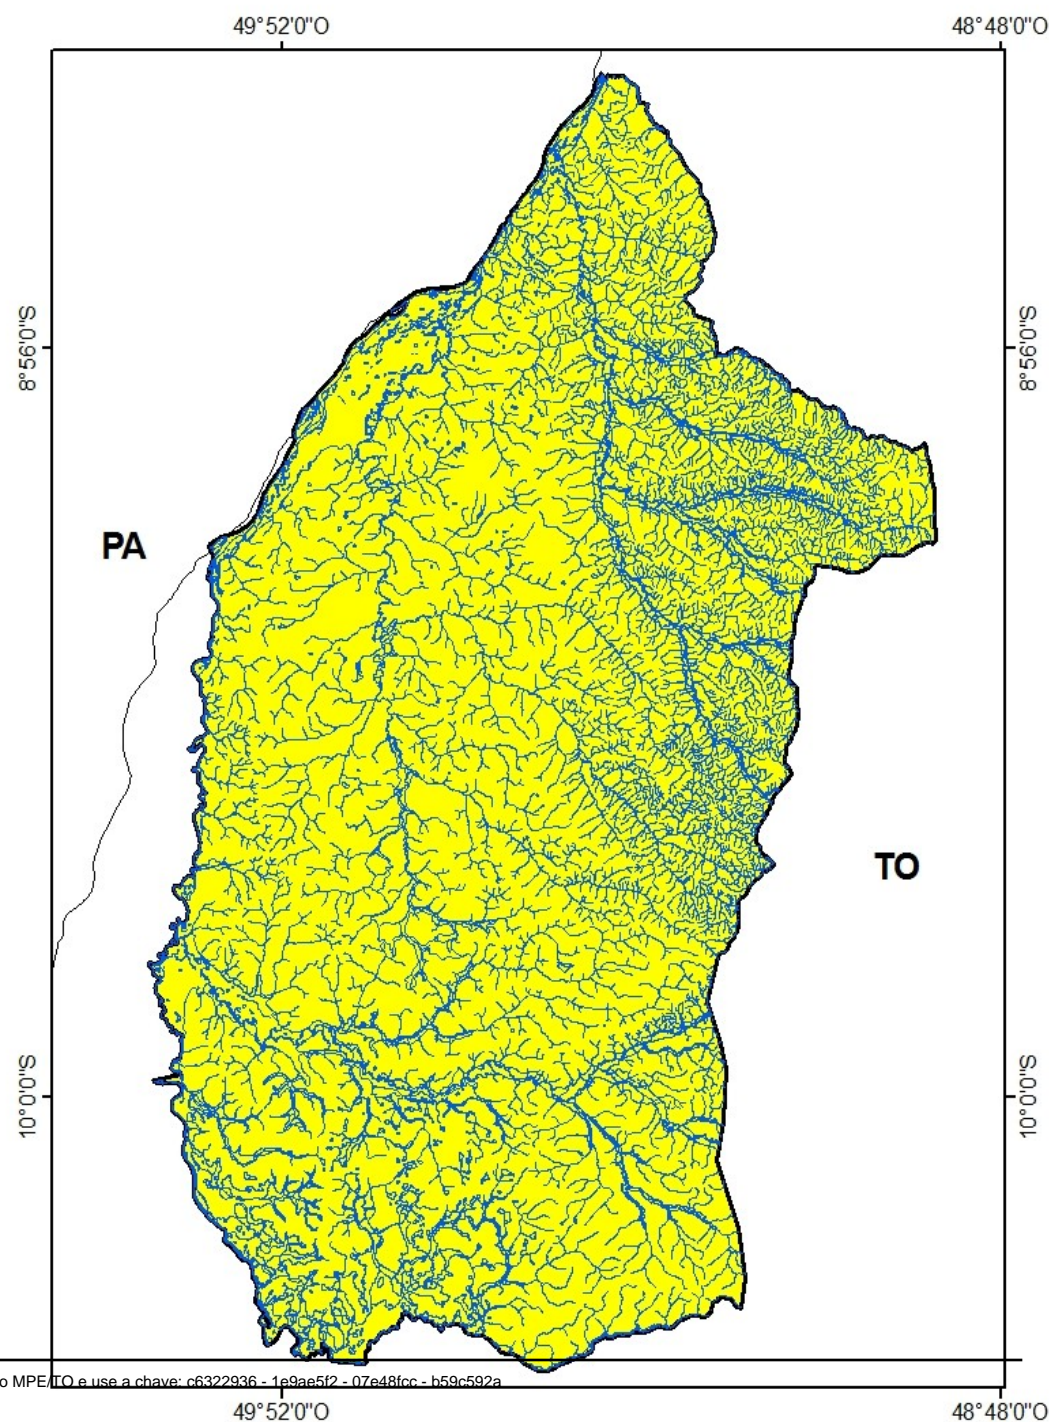 49°52'0"O
48°48'0"O
8°56'0"S
8°56'0"S
PA
TO
10°0'0"S
10°0'0"S
o MPE/TO e use a chave: c6322936 - 1e9ae5f2 - 07e48fcc - b59c592a
49°52'0"O
48°48'0"O